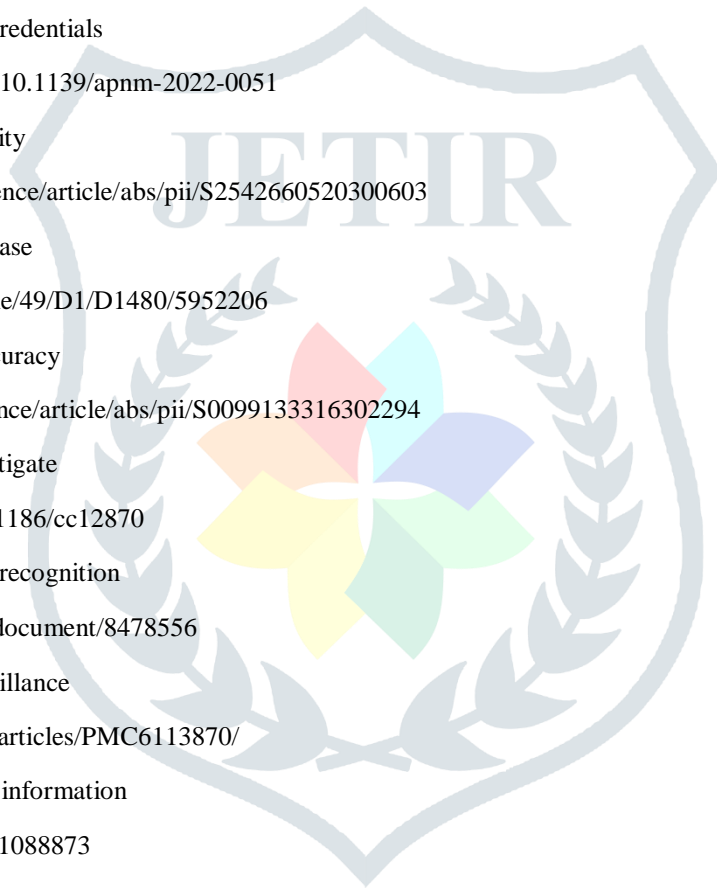 redentials
10.1139/apnm-2022-0051
ity
ence/article/abs/pii/S2542660520300603
JETIR
ase
e/49/D1/D1480/5952206
curacy
nce/article/abs/pii/S0099133316302294
tigate
1186/cc12870
recognition
document/8478556
illance
articles/PMC6113870/
information
1088873